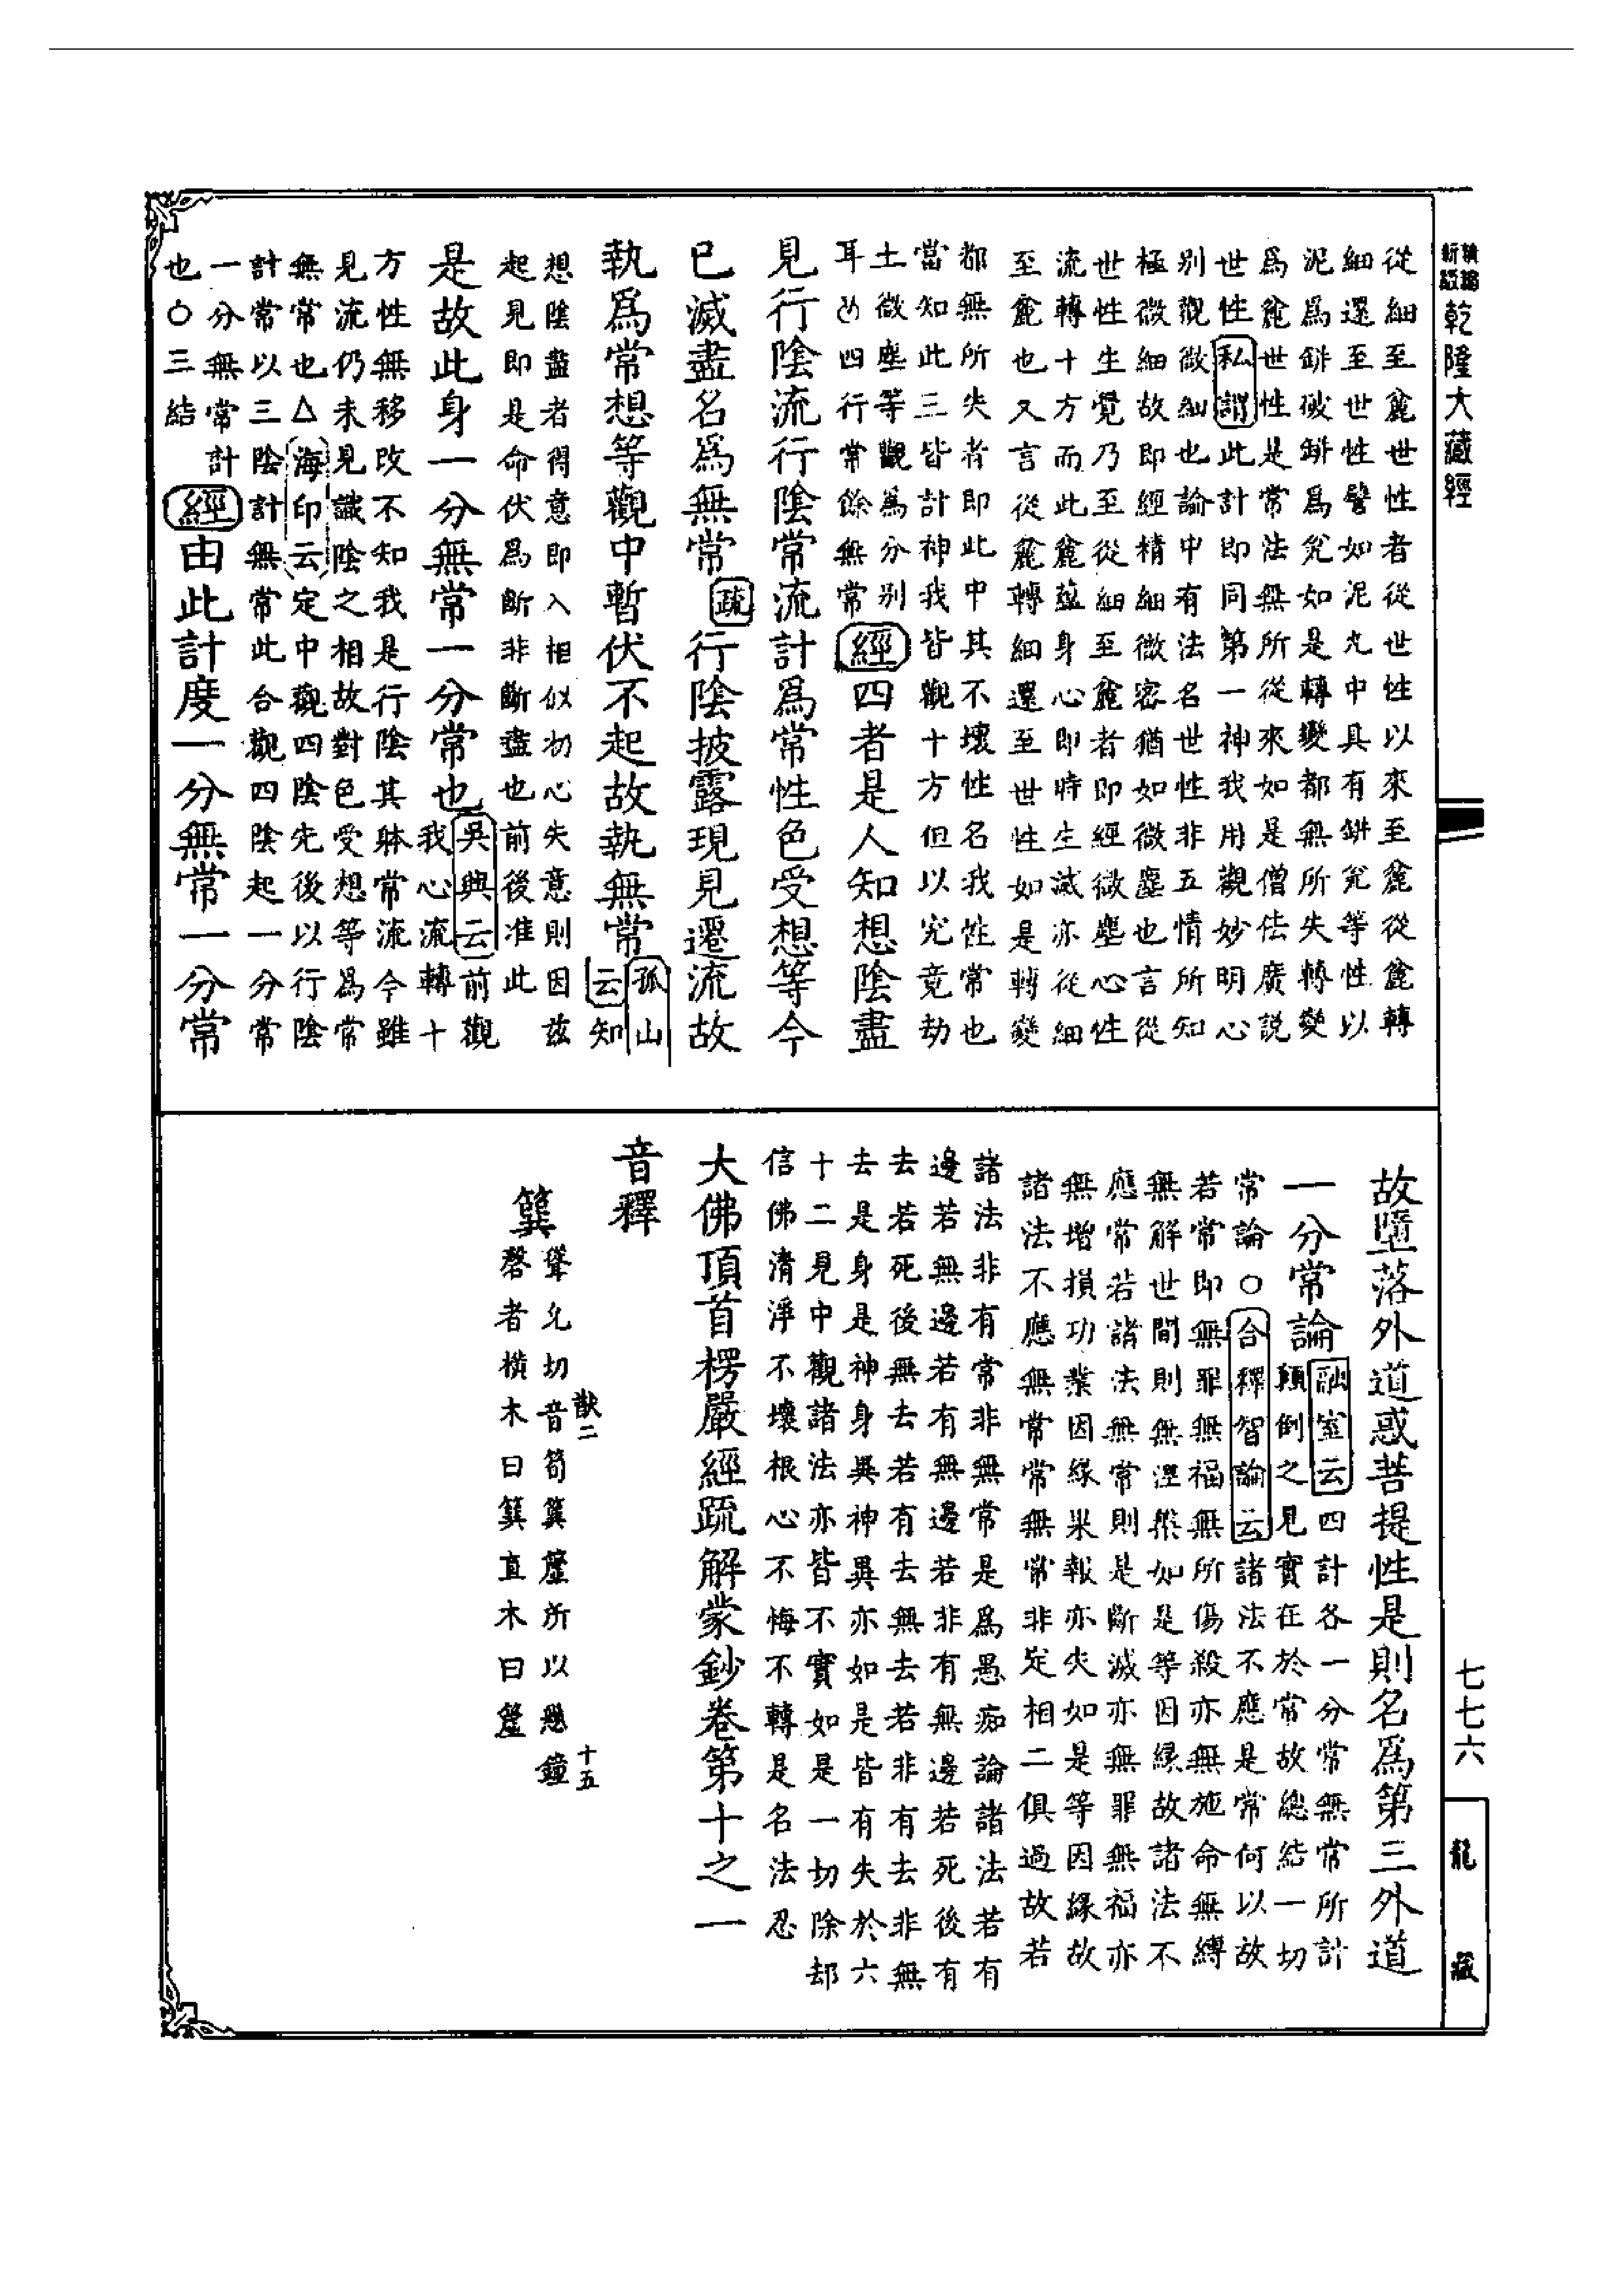 乾隆大藏經
從細至麄世性者從世性以來至麄從麄轉
細還至世性譬如泥丸中具有缾瓮等性以
泥爲缾破缾爲瓮如是轉變都無所失轉變
爲麄世性是常法無所從來如是僧佉廣説
世性私謂此計即同第一神我用觀妙明心
别觀微細也論中有法名世性非五情所知
極微細故即經精細微密猶如微塵也言從
世性生覺乃至從細至麄者即經微塵心性
流轉十方而此麄蘊身心即時生滅亦從細
至麄也又言從麄轉細還至世性如是轉變
都無所失者即此中其不壞性名我性常也
當知此三皆計神我皆觀十方但以究竟劫
土微塵等觀爲分别
耳四行常餘無常經四者是人知想陰盡
見行陰流行行陰常流計爲常性色受想等今
已滅盡名爲無常疏行陰披露現見遷流故
執爲常想等觀中暫伏不起故執無常孤山云知
想陰盡者得意即入相似初心失意則因兹
起見即是命伏爲斷非斷盡也前後准此
是故此身一分無常一分常也吳興云前觀我心流轉十
方性無移改不知我是行陰其體常流今雖
見流仍未見識陰之相故對色受想等爲常
無常也△海印云定中觀四陰先後以行陰
計常以三陰計無常此合觀四陰起一分常
一分無常計
也○三結經由此計度一分無常一分常
故墮落外道惑菩提性是則名爲第三外道
一分常論融室云四計各一分常無常所計
顛倒之見實在於常故總結一切
常論○合釋智論云諸法不應是常何以故
若常即無罪無福無所傷殺亦無施命無縛
無解世間則無涅槃如是等因緣故諸法不
應常若諸法無常則是斷滅亦無罪無福亦
無增損功業因緣果報亦失如是等因緣故
諸法不應無常常無常非定相二俱過故若
諸法非有常非無常是爲愚痴論諸法若有
邊若無邊若有無邊若非有無邊若死後有
去若死後無去若有去無去若非有去非無
去是身是神身異神異亦如是皆有失於六
十二見中觀諸法亦皆不實如是一切除却
信佛清淨不壞根心不悔不轉是名法忍
大佛頂首楞嚴經疏解蒙鈔卷第十之一
音釋
簨聳允切音筍簨簴所以懸鐘
磬者横木曰簨直木曰簴
二
十五
七七六
龍藏